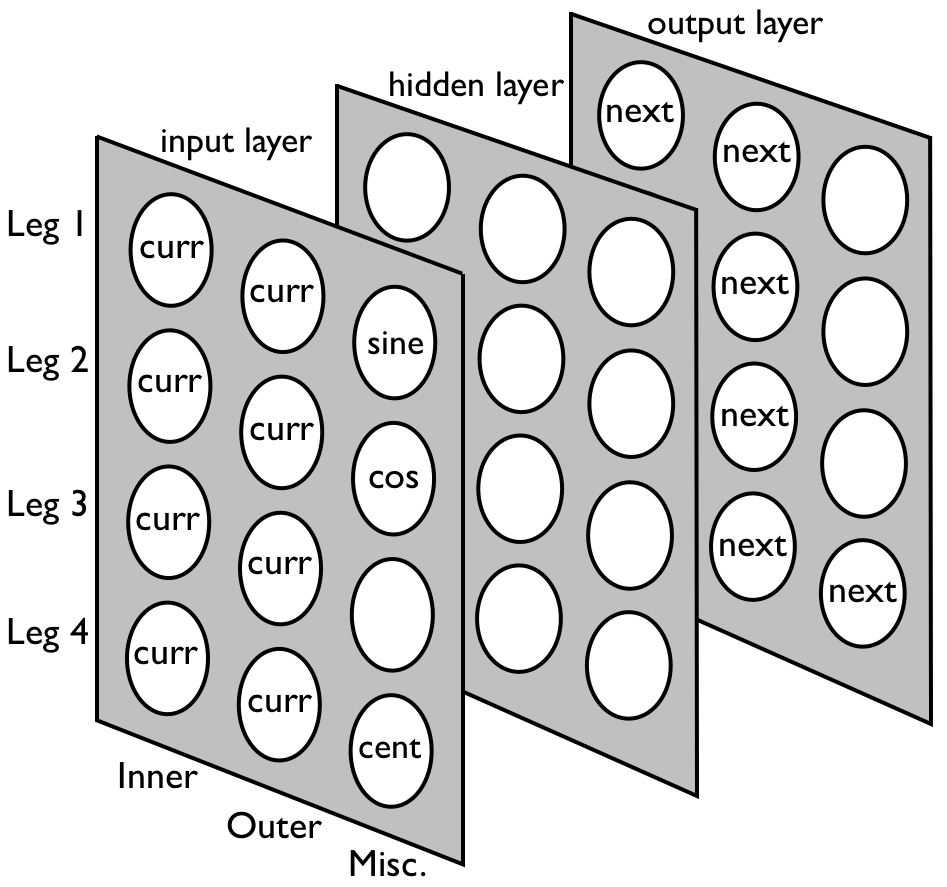 output layer
hidden layer
input layer
next
next
next
next
next
next
Leg 1
Leg 2
Leg 3
Leg 4
curr
curr
sine
curr
curr
cos
curr
curr
curr
curr
cent
Inner
Outer
Misc.